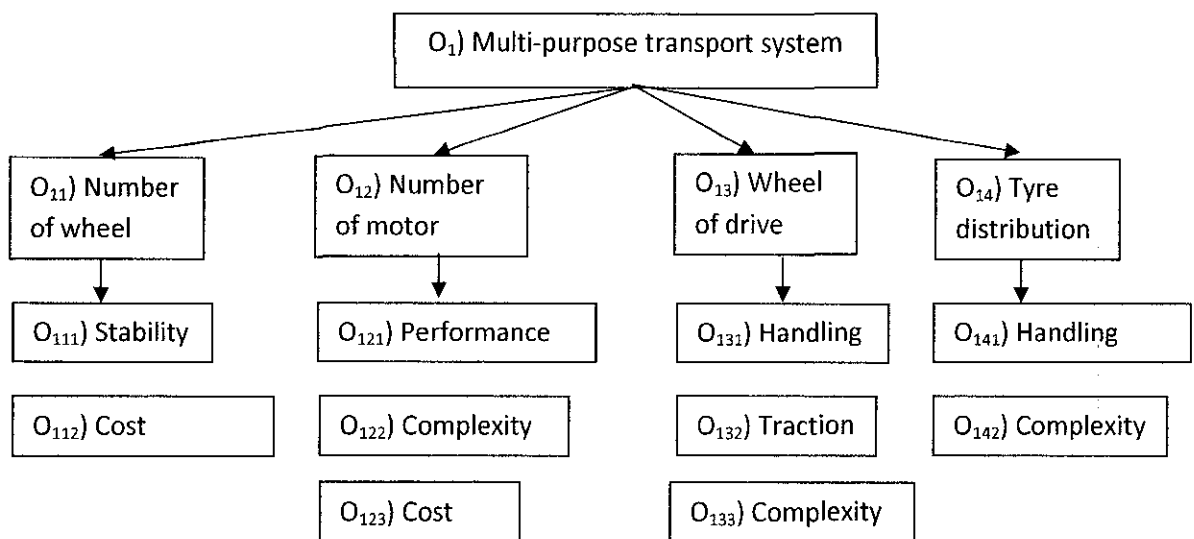 O₁) Multi-purpose transport system
O₁₁) Number
of wheel
O₁₂) Number
of motor
O₁₃) Wheel
of drive
O₁₄) Tyre
distribution
O₁₁₁) Stability
O₁₂₁) Performance
O₁₃₁) Handling
O₁₄₁) Handling
O₁₁₂) Cost
O₁₂₂) Complexity
O₁₃₂) Traction
O₁₄₂) Complexity
O₁₂₃) Cost
O₁₃₃) Complexity